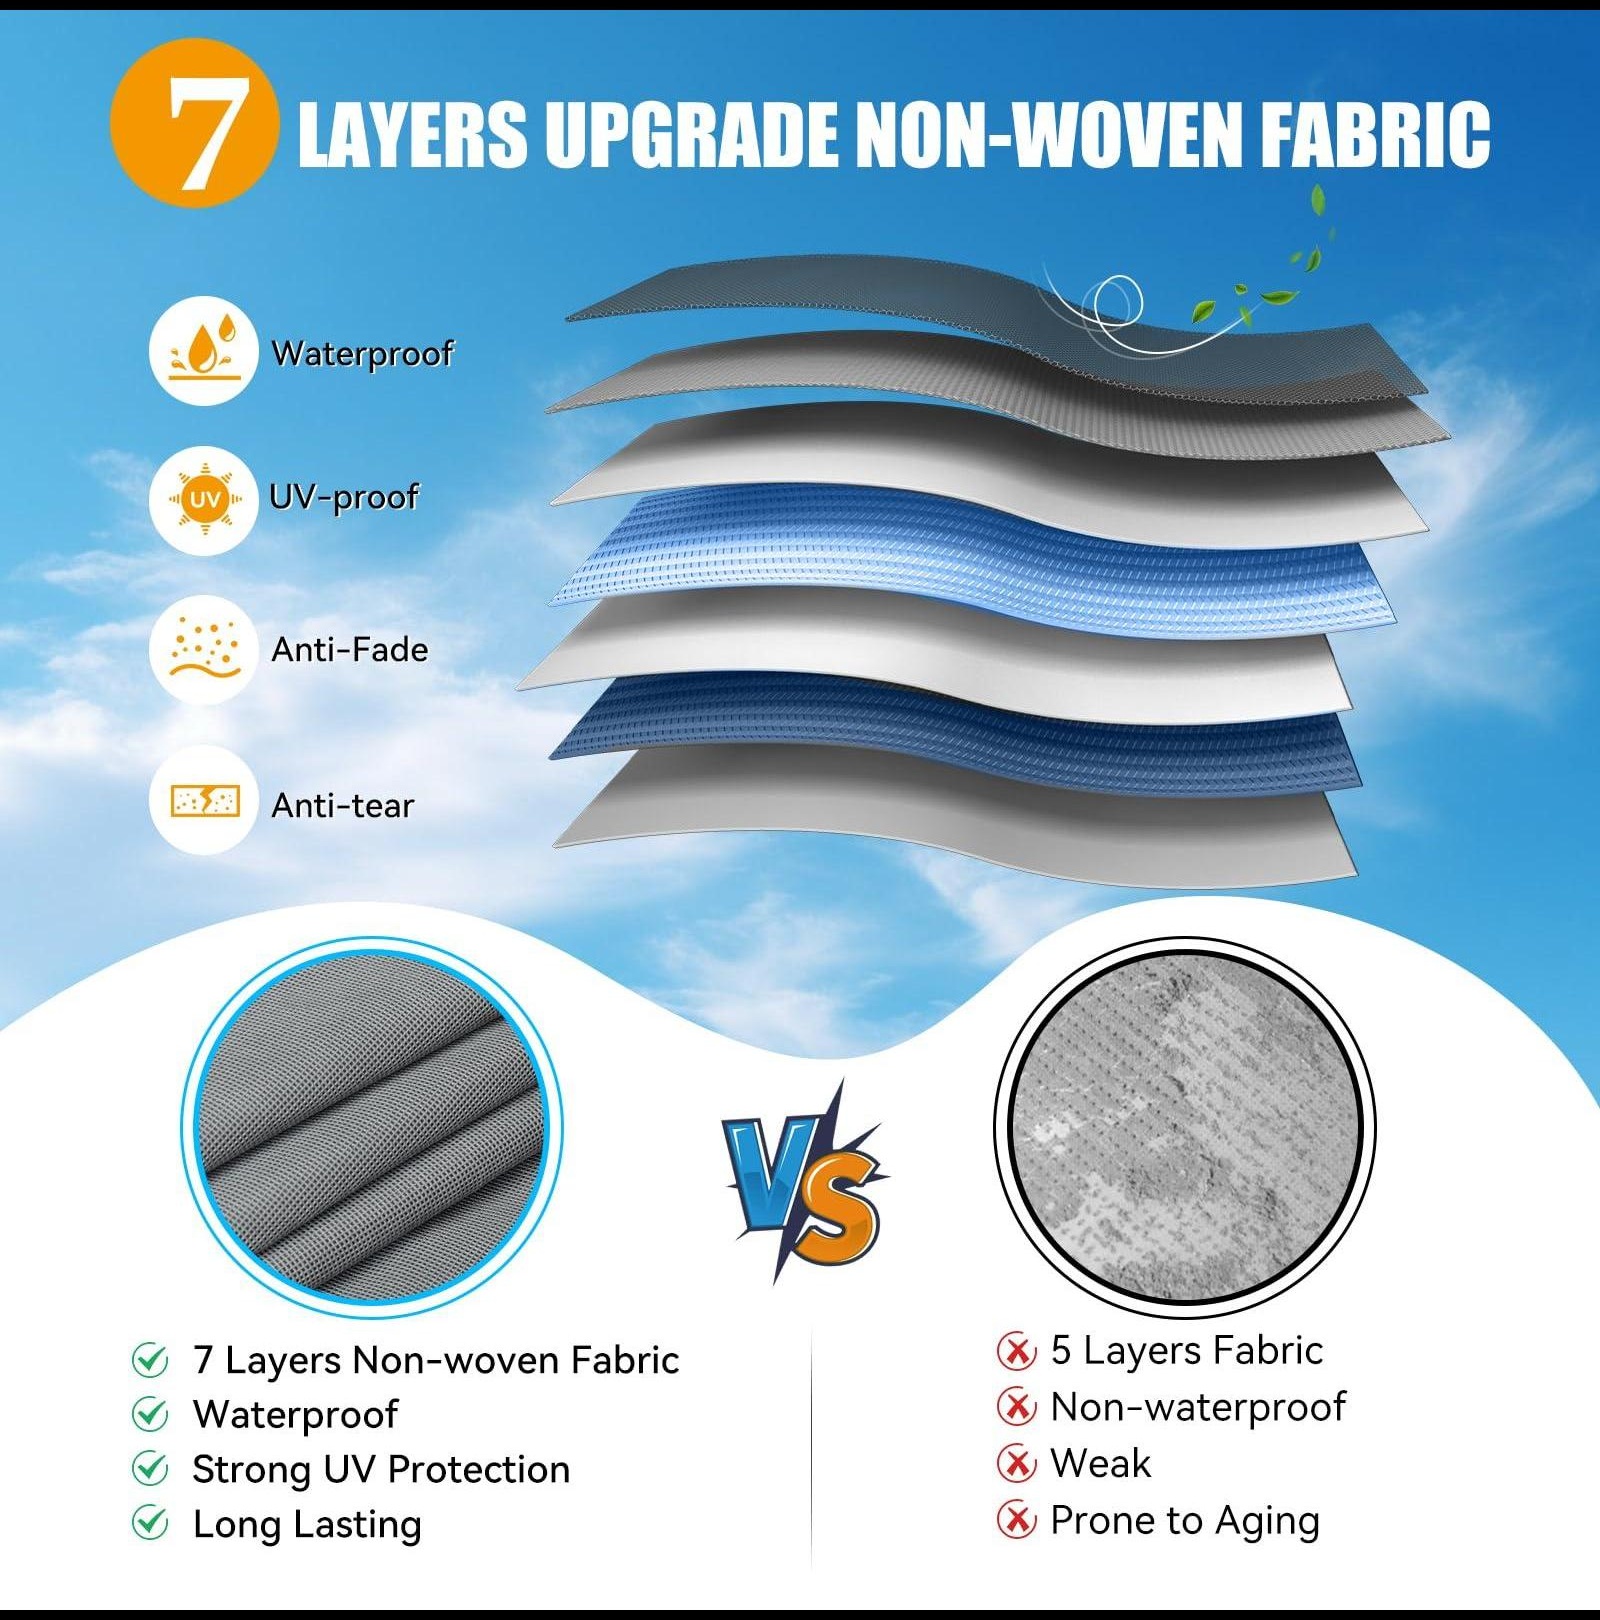 7 LAYERS UPGRADE NON-WOVEN FABRIC
Waterproof
UV
UV-proof
Anti-Fade
Anti-tear
VS
7 Layers Non-woven Fabric
Waterproof
Strong UV Protection
Long Lasting
5 Layers Fabric
Non-waterproof
Weak
Prone to Aging